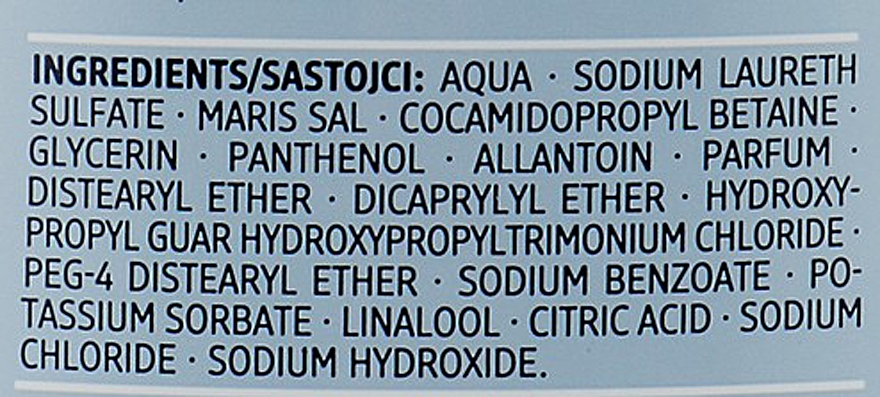 INGREDIENTS/SASTOJCI: AQUA · SODIUM LAURETH
SULFATE · MARIS SAL · COCAMIDOPROPYL BETAINE ·
GLYCERIN · PANTHENOL · ALLANTOIN · PARFUM ·
DISTEARYL ETHER · DICAPRYLYL ETHER · HYDROXY-
PROPYL GUAR HYDROXYPROPYLTRIMONIUM CHLORIDE ·
PEG-4 DISTEARYL ETHER · SODIUM BENZOATE · PO-
TASSIUM SORBATE · LINALOOL · CITRIC ACID · SODIUM
CHLORIDE · SODIUM HYDROXIDE.